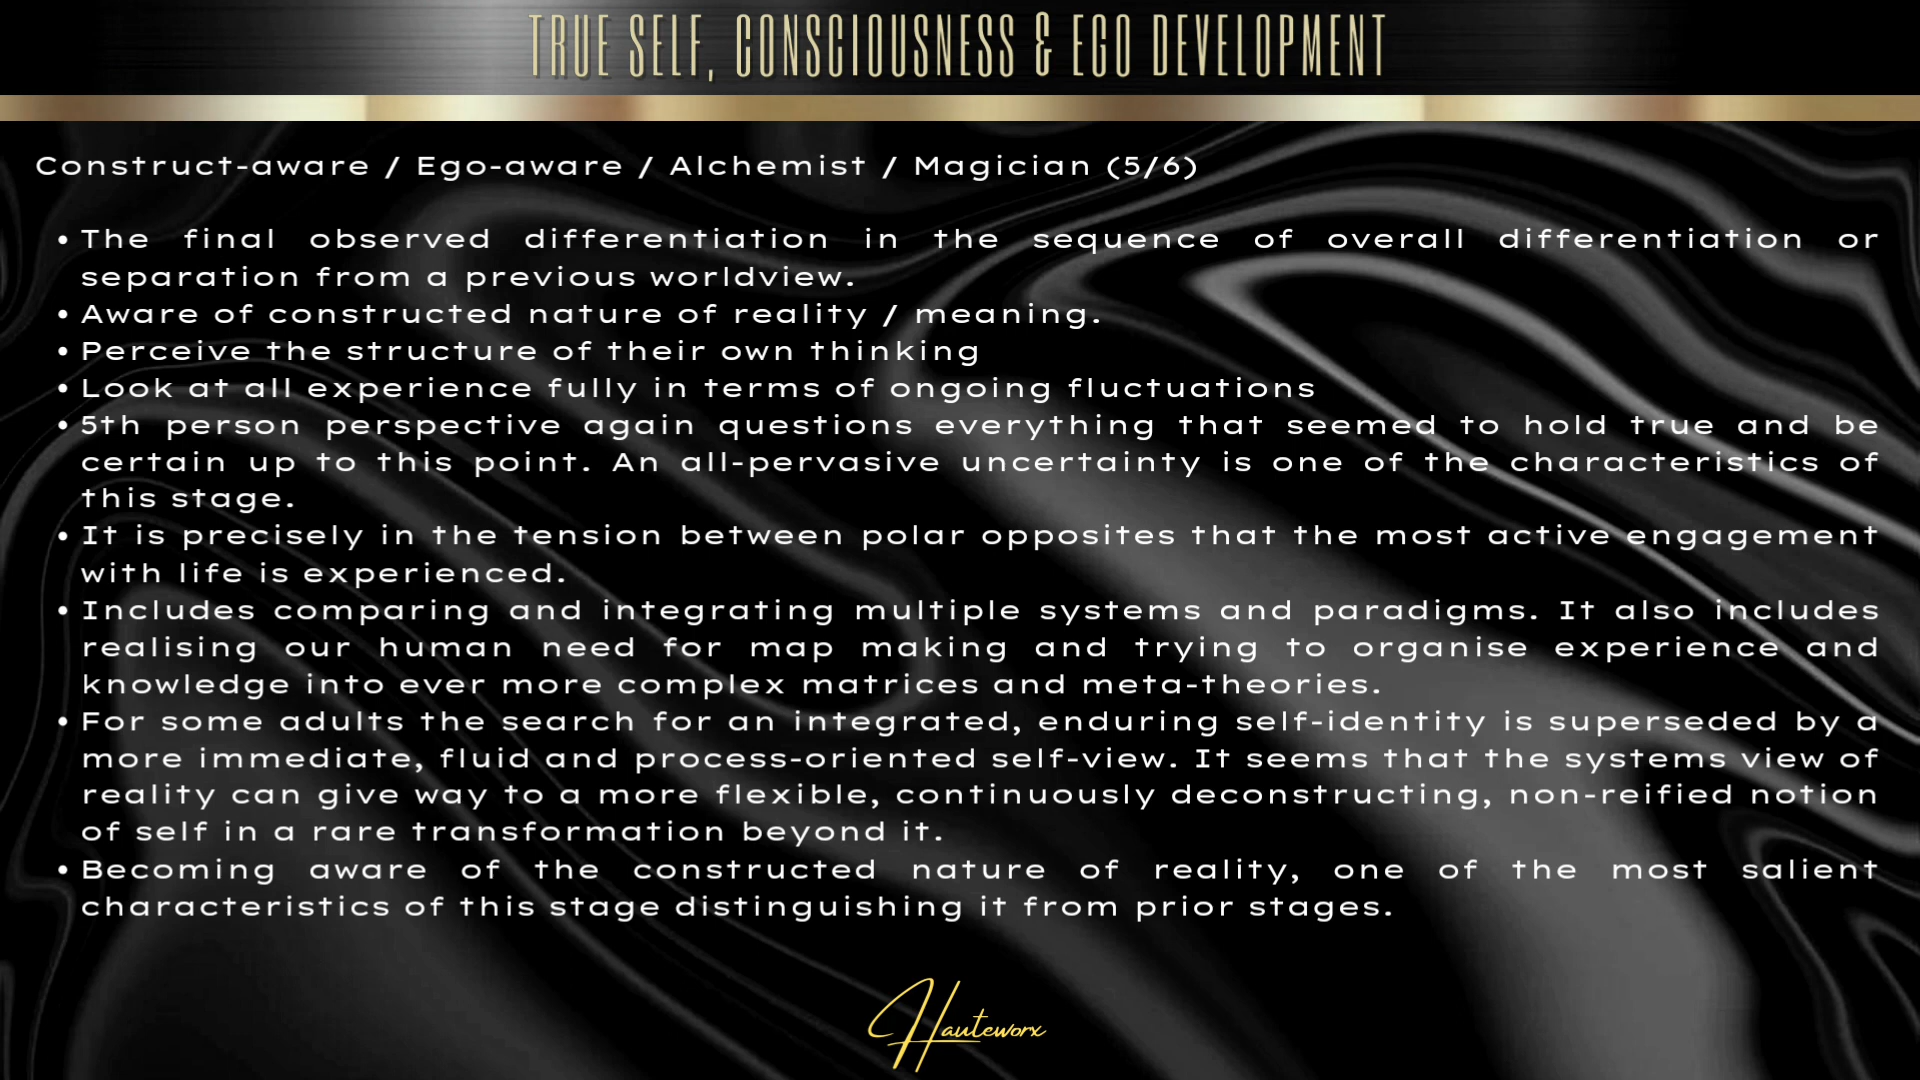 TRUE SELF, CONSCIOUSNESS & EGO DEVELOPMENT
Construct-aware / Ego-aware / Alchemist / Magician (5/6)
• The final observed differentiation in the sequence of overall differentiation or
separation from a previous worldview.
• Aware of constructed nature of reality / meaning.
• Perceive the structure of their own thinking
• Look at all experience fully in terms of ongoing fluctuations
• 5th person perspective again questions everything that seemed to hold true and be
certain up to this point. An all-pervasive uncertainty is one of the characteristics of
this stage.
• It is precisely in the tension between polar opposites that the most active engagement
with life is experienced.
• Includes comparing and integrating multiple systems and paradigms. It also includes
realising our human need for map making and trying to organise experience and
knowledge into ever more complex matrices and meta-theories.
• For some adults the search for an integrated, enduring self-identity is superseded by a
more immediate, fluid and process-oriented self-view. It seems that the systems view of
reality can give way to a more flexible, continuously deconstructing, non-reified notion
of self in a rare transformation beyond it.
• Becoming aware of the constructed nature of reality, one of the most salient
characteristics of this stage distinguishing it from prior stages.
Hauteworx